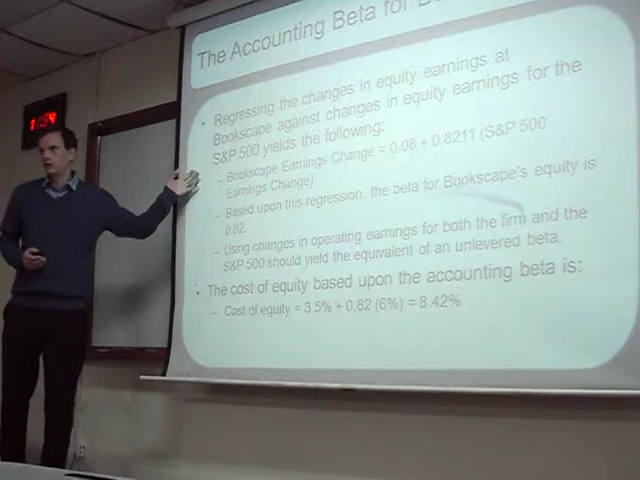 The Accounting Beta for
• Regressing the changes in equity earnings at
Bookscape against changes in equity earnings for the
S&P 500 yields the following:
– Bookscape Earnings Change = 0.08 + 0.8211 (S&P 500
Earnings Change)
– Based upon this regression, the beta for Bookscape's equity is
0.82.
– Using changes in operating earnings for both the firm and the
S&P 500 should yield the equivalent of an unlevered beta.
• The cost of equity based upon the accounting beta is:
– Cost of equity = 3.5% + 0.82 (6%) = 8.42%